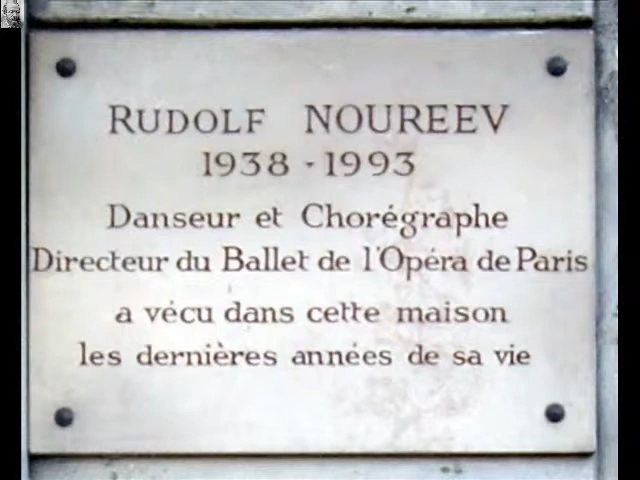 RUDOLF NOUREEV
1938 - 1993
Danseur et Chorégraphe
Directeur du Ballet de l'Opéra de Paris
a vécu dans cette maison
les dernières années de sa vie